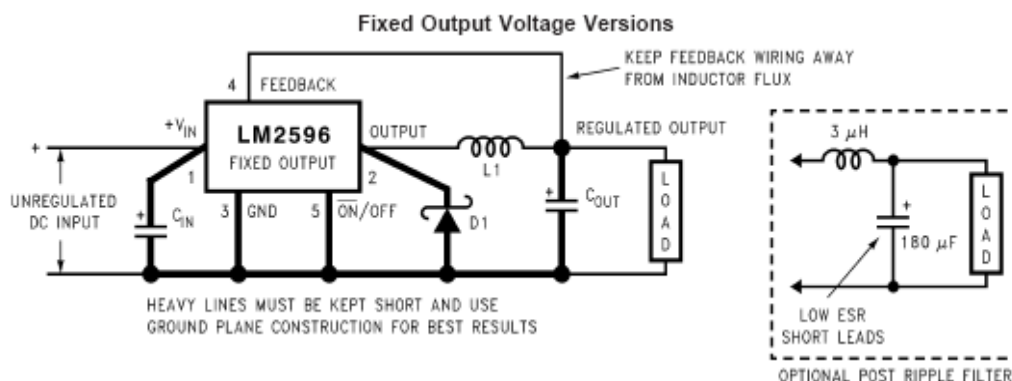 Fixed Output Voltage Versions
KEEP FEEDBACK WIRING AWAY
FROM INDUCTOR FLUX
4 FEEDBACK
+VIN
LM2596
FIXED OUTPUT
OUTPUT
REGULATED OUTPUT
+
1
2
L1
UNREGULATED
DC INPUT
+
CIN
3 GND
5 ON/OFF
D1
+
COUT
LOAD
HEAVY LINES MUST BE KEPT SHORT AND USE
GROUND PLANE CONSTRUCTION FOR BEST RESULTS
3 μH
+
180 μF
LOAD
LOW ESR
SHORT LEADS
OPTIONAL POST RIPPLE FILTER